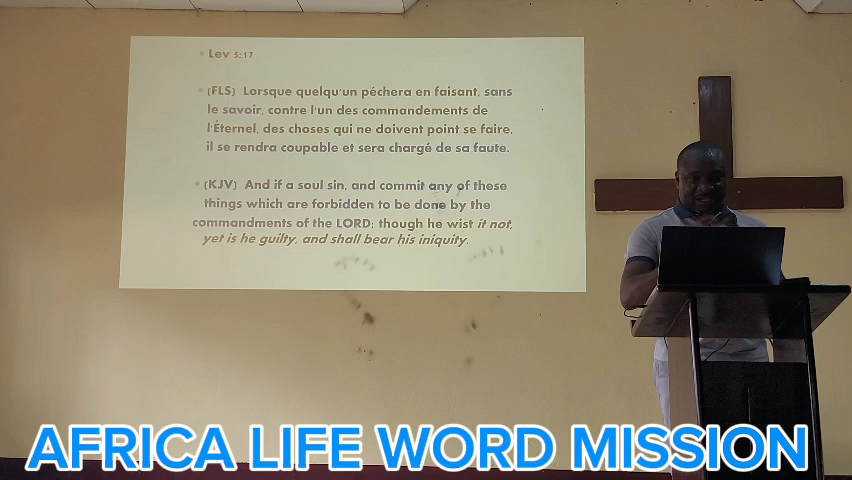 Lev 5:17
(FLS) Lorsque quelqu'un péchera en faisant, sans
le savoir, contre l'un des commandements de
l'Éternel, des choses qui ne doivent point se faire,
il se rendra coupable et sera chargé de sa faute.
(KJV) And if a soul sin, and commit any of these
things which are forbidden to be done by the
commandments of the LORD; though he wist it not,
yet is he guilty, and shall bear his iniquity.
AFRICA LIFE WORD MISSION